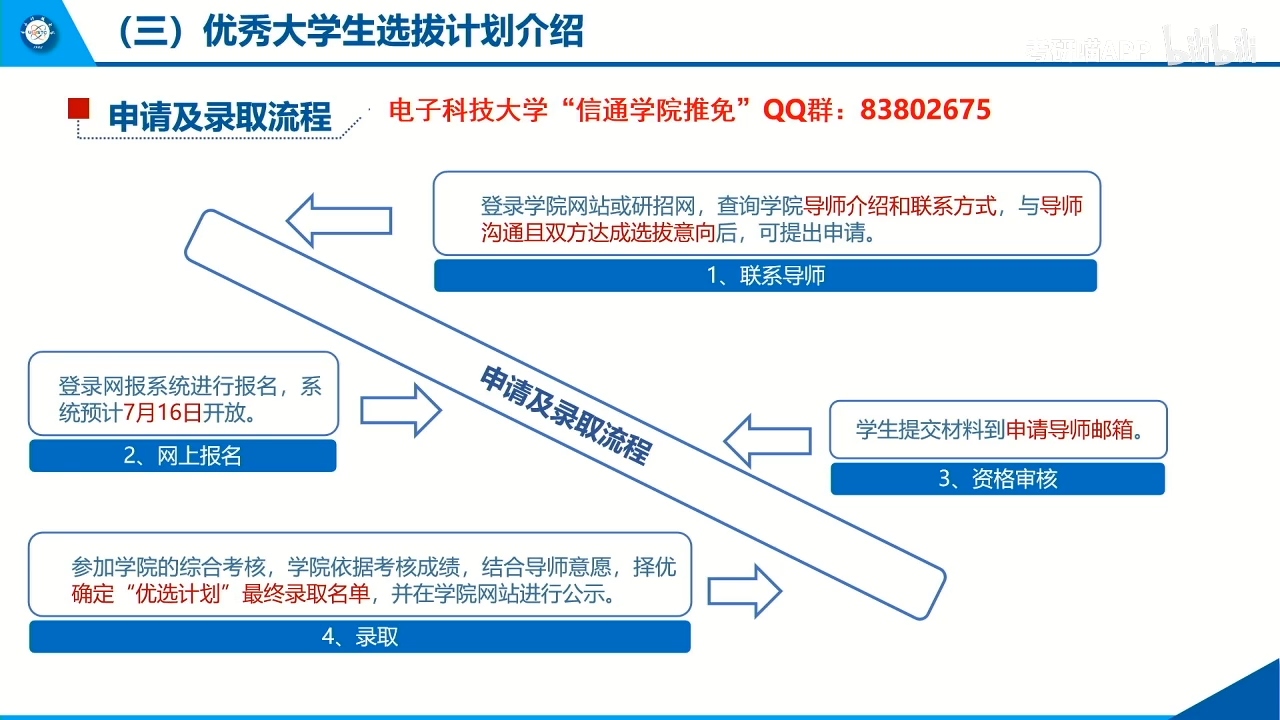 （三）优秀大学生选拔计划介绍
考研喵APP bilibili
申请及录取流程
电子科技大学“信通学院推免”QQ群：83802675
登录学院网站或研招网，查询学院导师介绍和联系方式，与导师
沟通且双方达成选拔意向后，可提出申请。
1、联系导师
登录网报系统进行报名，系
统预计7月16日开放。
2、网上报名
申请及录取流程
学生提交材料到申请导师邮箱。
3、资格审核
参加学院的综合考核，学院依据考核成绩，结合导师意愿，择优
确定“优选计划”最终录取名单，并在学院网站进行公示。
4、录取